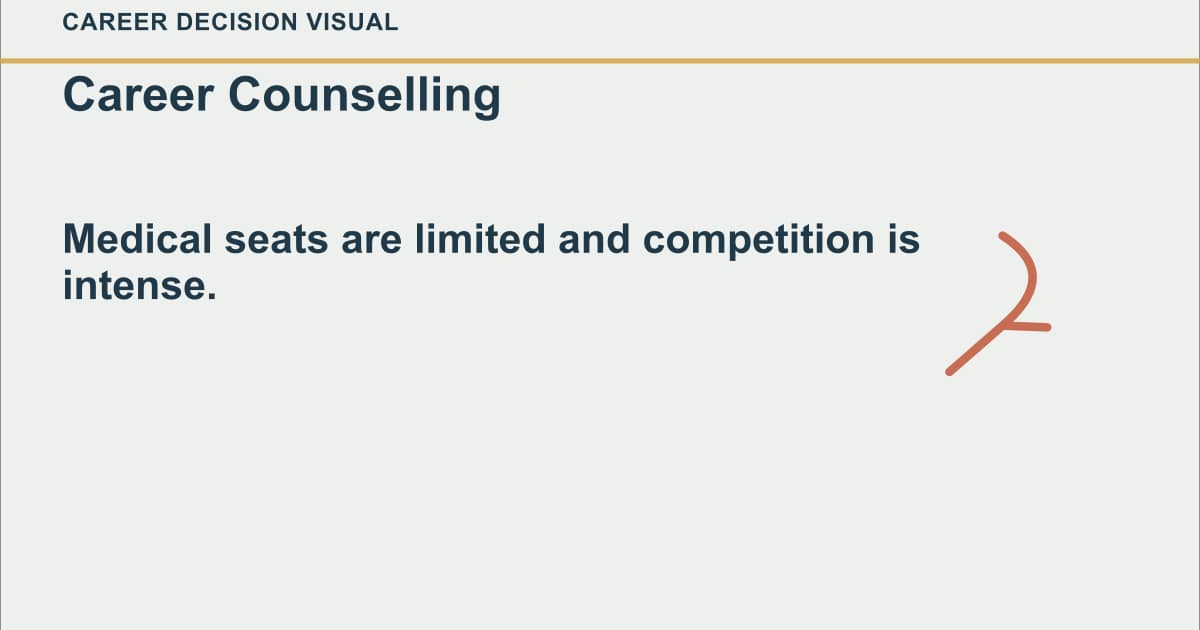 CAREER DECISION VISUAL
Career Counselling
Medical seats are limited and competition is
intense.